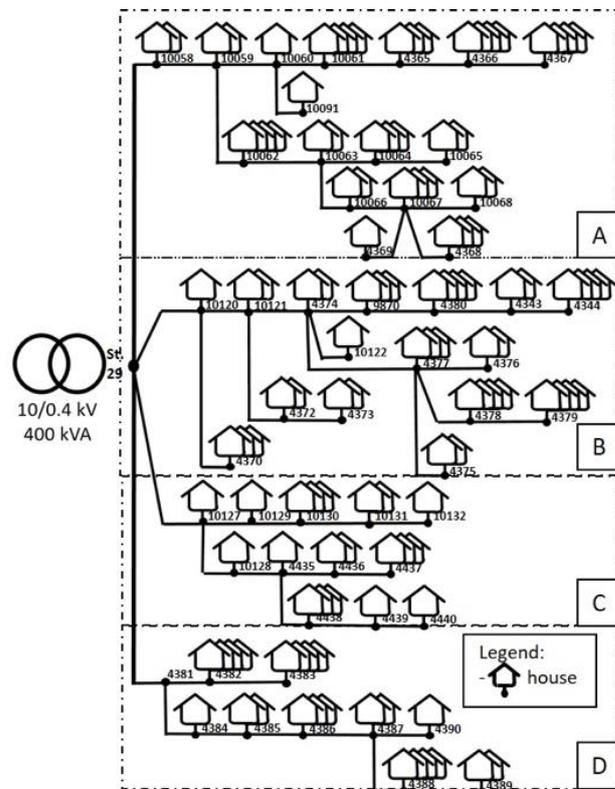 10058 10059 10060 10061 4365 4366 4367
10091
10062 10063 10064 10065
10066 10067 10068
4369 4368
A
10120 10121 4374 9870 4380 4343 4344
10122 4377 4376
St.
29
10/0.4 kV
400 kVA
4372 4373 4378 4379
4370 4375
B
10127 10129 10130 10131 10132
10128 4435 4436 4437
4438 4439 4440
C
Legend:
- house
4381 4382 4383
4384 4385 4386 4387 4390
4388 4389
D